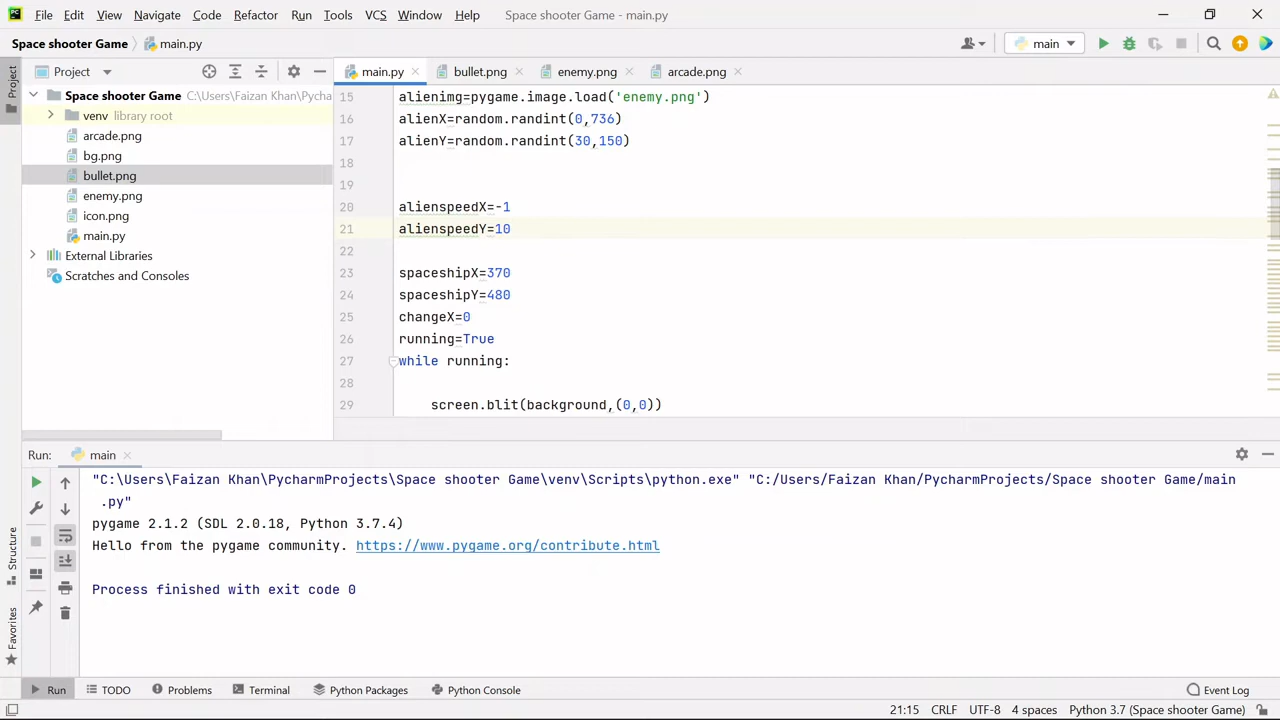 File Edit View Navigate Code Refactor Run Tools VCS Window Help Space shooter Game - main.py
Space shooter Game main.py main
Project
Project
main.py bullet.png enemy.png arcade.png
Space shooter Game C:\Users\Faizan Khan\Pycha
venv library root
arcade.png
bg.png
bullet.png
enemy.png
icon.png
main.py
External Libraries
Scratches and Consoles
15 alienimg=pygame.image.load('enemy.png')
16 alienX=random.randint(0,736)
17 alienY=random.randint(30,150)
18
19
20 alienspeedX=-1
21 alienspeedY=10
22
23 spaceshipX=370
24 spaceshipY=480
25 changeX=0
26 running=True
27 while running:
28
29 screen.blit(background,(0,0))
Run: main
"C:\Users\Faizan Khan\PycharmProjects\Space shooter Game\venv\Scripts\python.exe" "C:/Users/Faizan Khan/PycharmProjects/Space shooter Game/main
.py"
pygame 2.1.2 (SDL 2.0.18, Python 3.7.4)
Hello from the pygame community. https://www.pygame.org/contribute.html
Process finished with exit code 0
Structure
Favorites
Run TODO Problems Terminal Python Packages Python Console Event Log
21:15 CRLF UTF-8 4 spaces Python 3.7 (Space shooter Game)